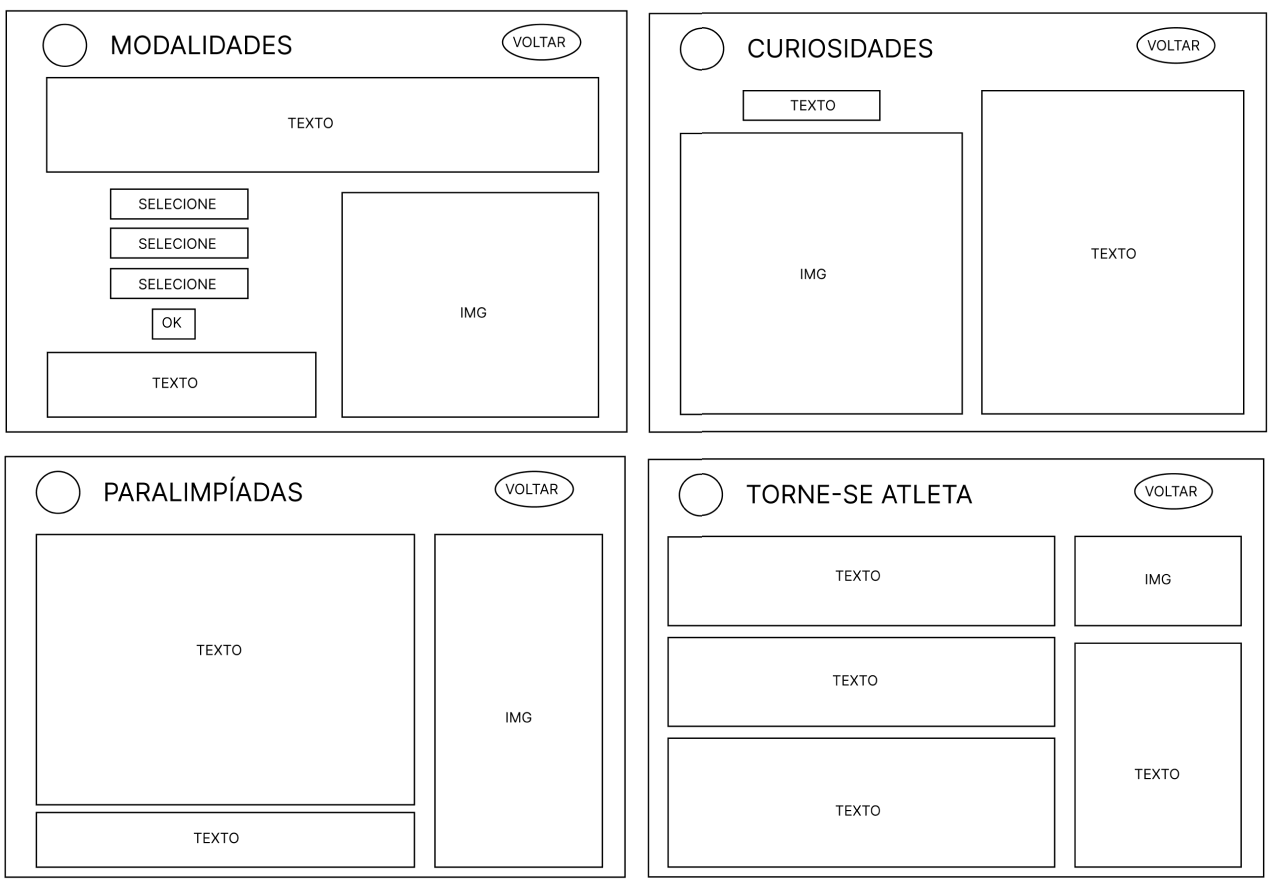 MODALIDADES
VOLTAR
TEXTO
SELECIONE
SELECIONE
SELECIONE
OK
TEXTO
IMG
CURIOSIDADES
VOLTAR
TEXTO
IMG
TEXTO
PARALIMPÍADAS
VOLTAR
TEXTO
TEXTO
IMG
TORNE-SE ATLETA
VOLTAR
TEXTO
TEXTO
TEXTO
IMG
TEXTO